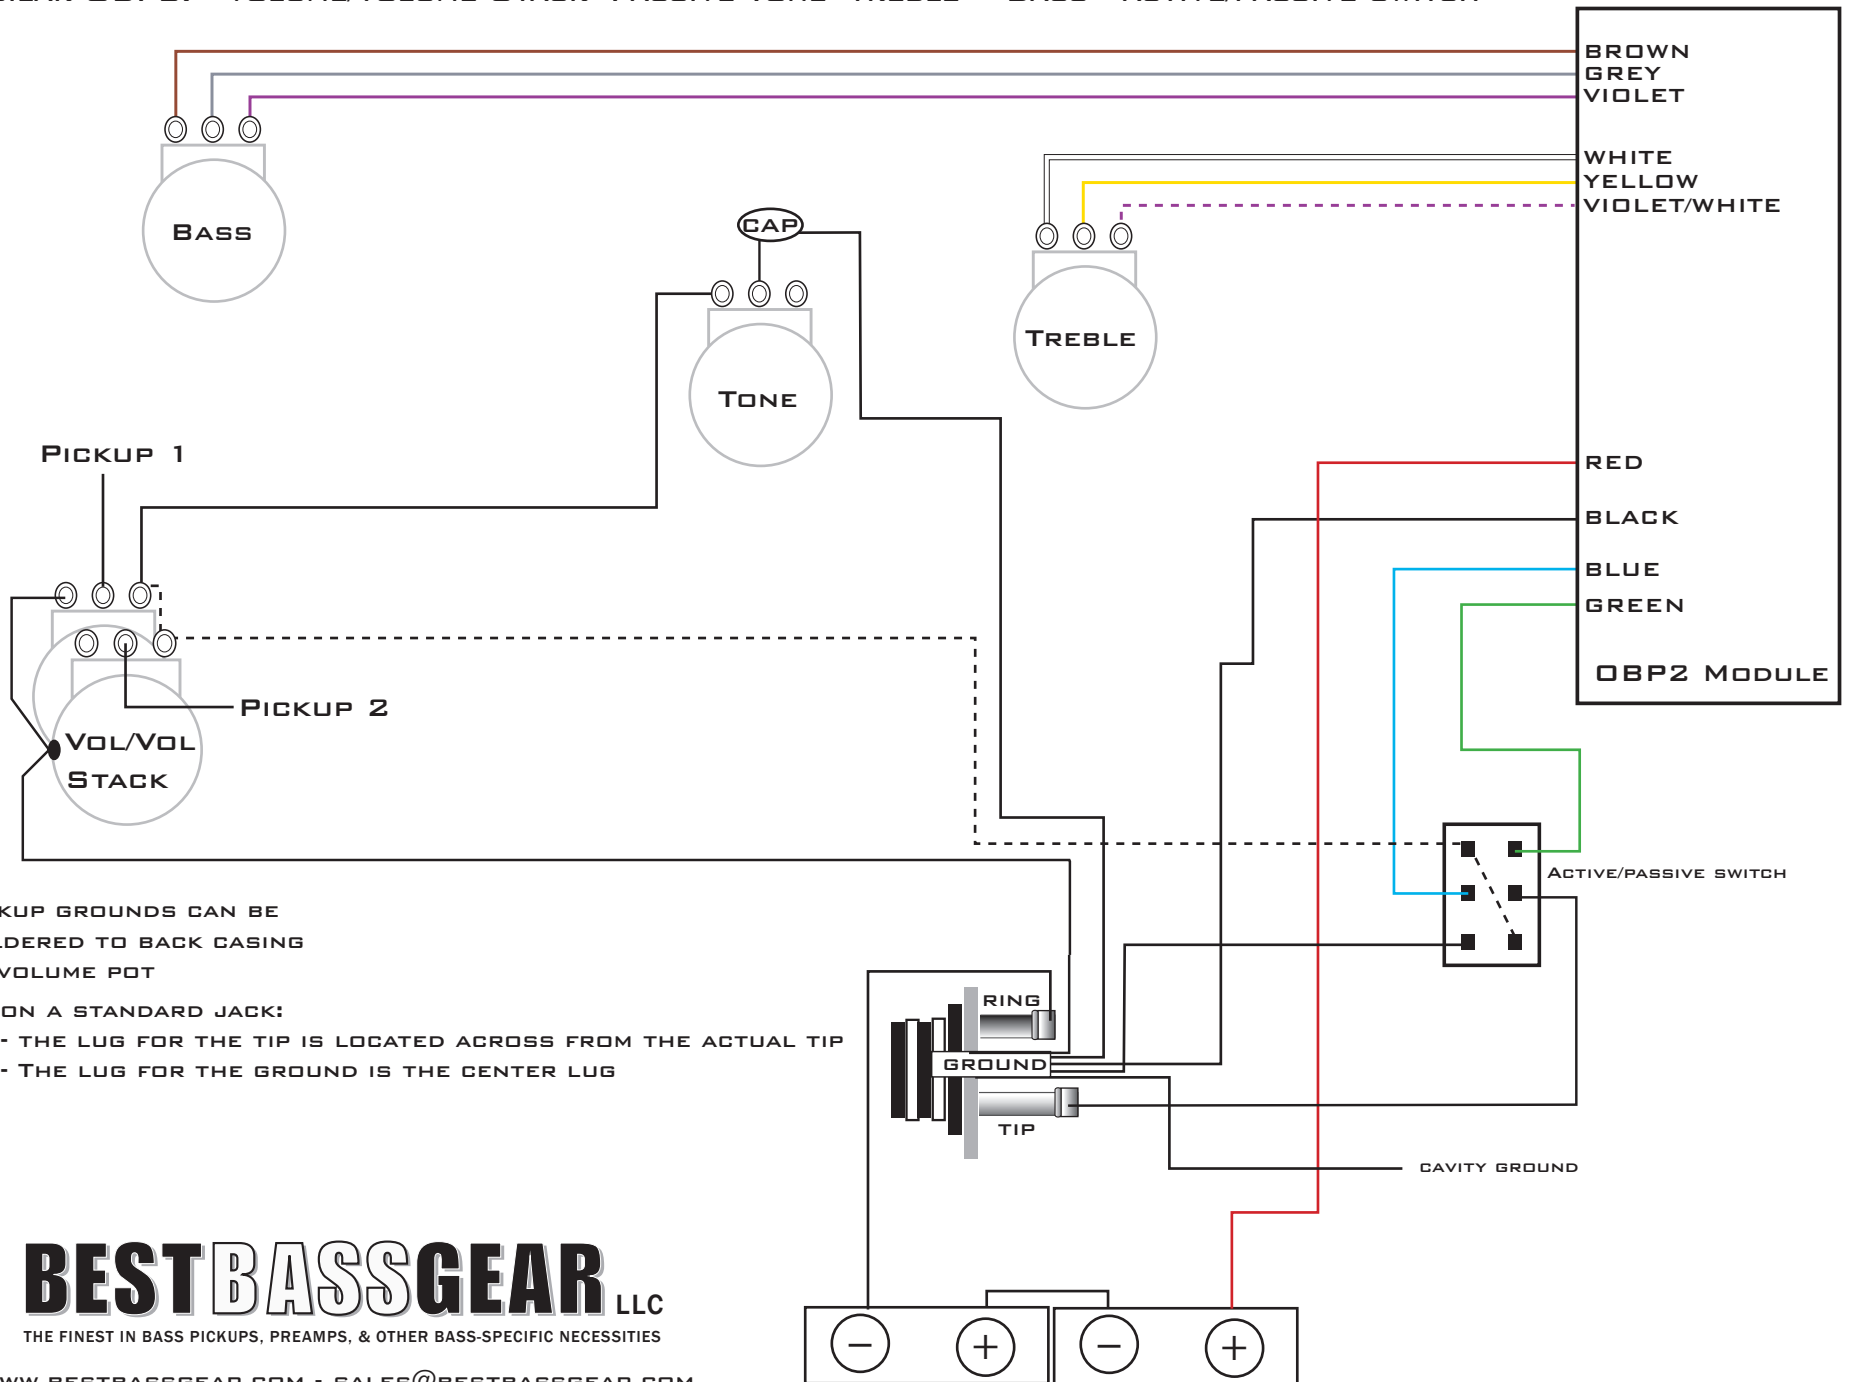 BROWN
GREY
VIOLET
WHITE
YELLOW
VIOLET/WHITE
BASS
CAP
TREBLE
TONE
PICKUP 1
RED
BLACK
BLUE
GREEN
OBP2 MODULE
PICKUP 2
VOL/VOL
STACK
ACTIVE/PASSIVE SWITCH
GROUNDS CAN BE
TO BACK CASING
VOLUME POT
ON A STANDARD JACK:
- THE LUG FOR THE TIP IS LOCATED ACROSS FROM THE ACTUAL TIP
- THE LUG FOR THE GROUND IS THE CENTER LUG
RING
GROUND
TIP
CAVITY GROUND
BESTBASSGEAR LLC
THE FINEST IN BASS PICKUPS, PREAMPS, & OTHER BASS-SPECIFIC NECESSITIES
- + - +